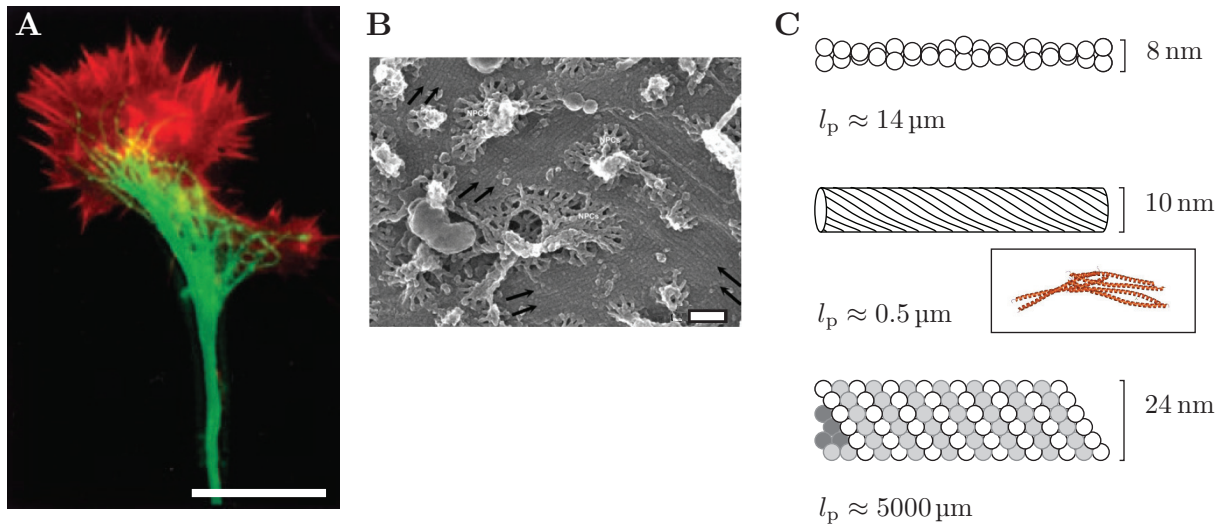 A
B
NPCs
NPCs
NPCs
C
8 nm
l_p ≈ 14 µm
10 nm
l_p ≈ 0.5 µm
24 nm
l_p ≈ 5000 µm